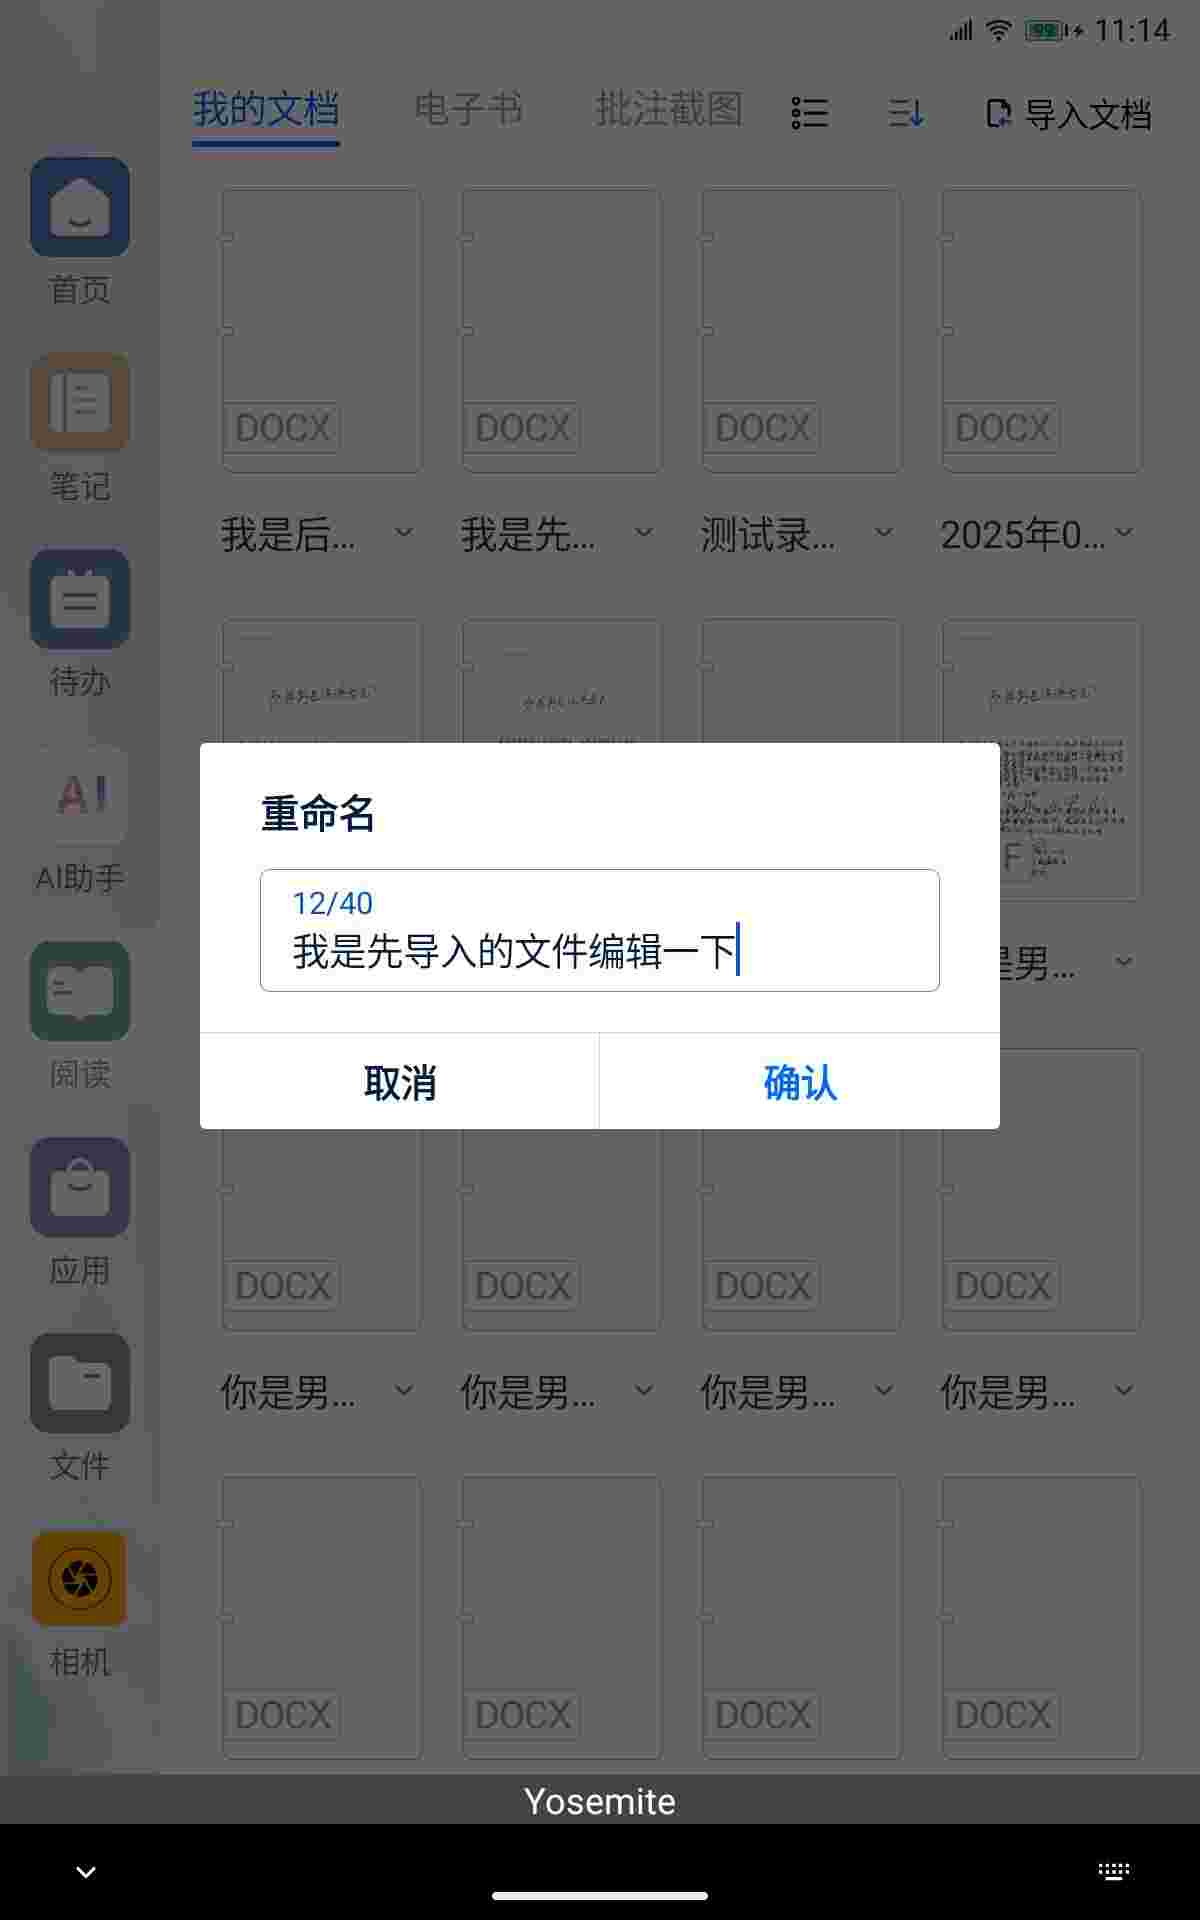 99 11:14
我的文档 电子书 批注截图 导入文档
首页
笔记
待办
AI
AI助手
阅读
应用
文件
相机
DOCX DOCX DOCX DOCX
我是后... 我是先... 测试录... 2025年0...
重命名
12/40
我是先导入的文件编辑一下
取消 确认
F
是男...
DOCX DOCX DOCX DOCX
你是男... 你是男... 你是男... 你是男...
DOCX DOCX DOCX DOCX
Yosemite